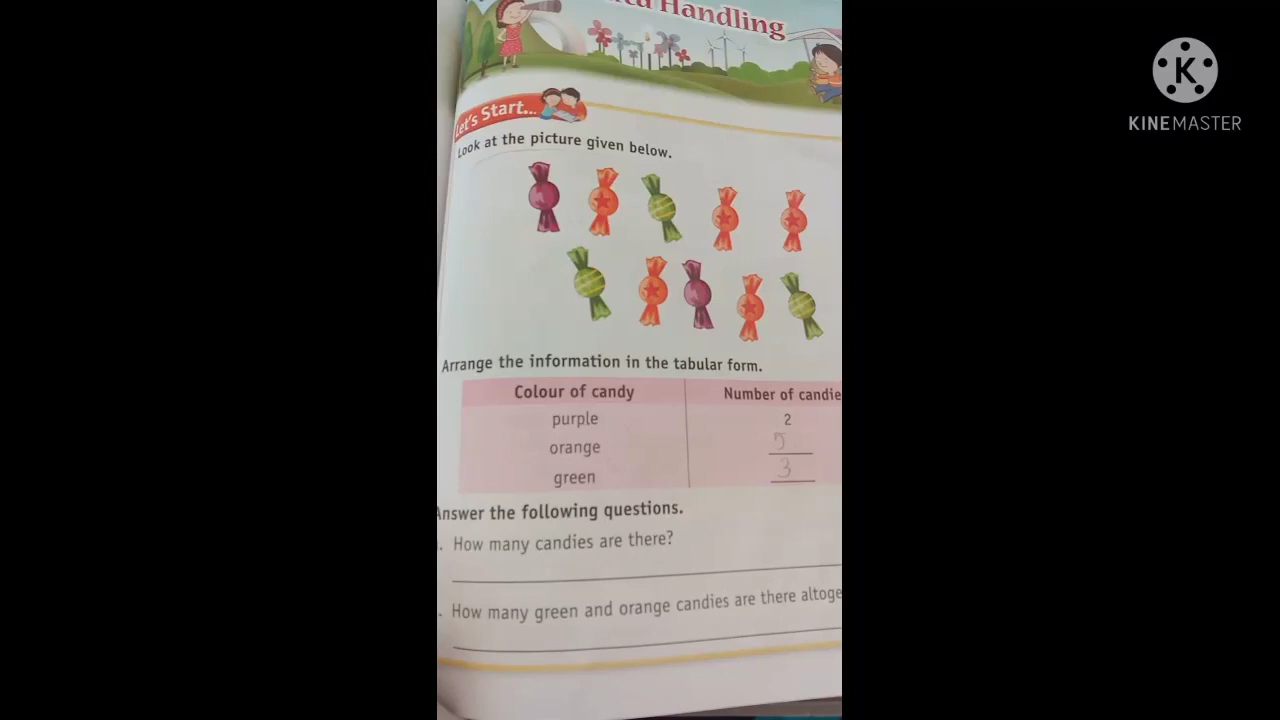 Handling
Let's Start...
Look at the picture given below.
Arrange the information in the tabular form.
Colour of candy Number of candie
purple 2
orange 5
green 3
Answer the following questions.
. How many candies are there?
. How many green and orange candies are there altoge
K
KINEMASTER